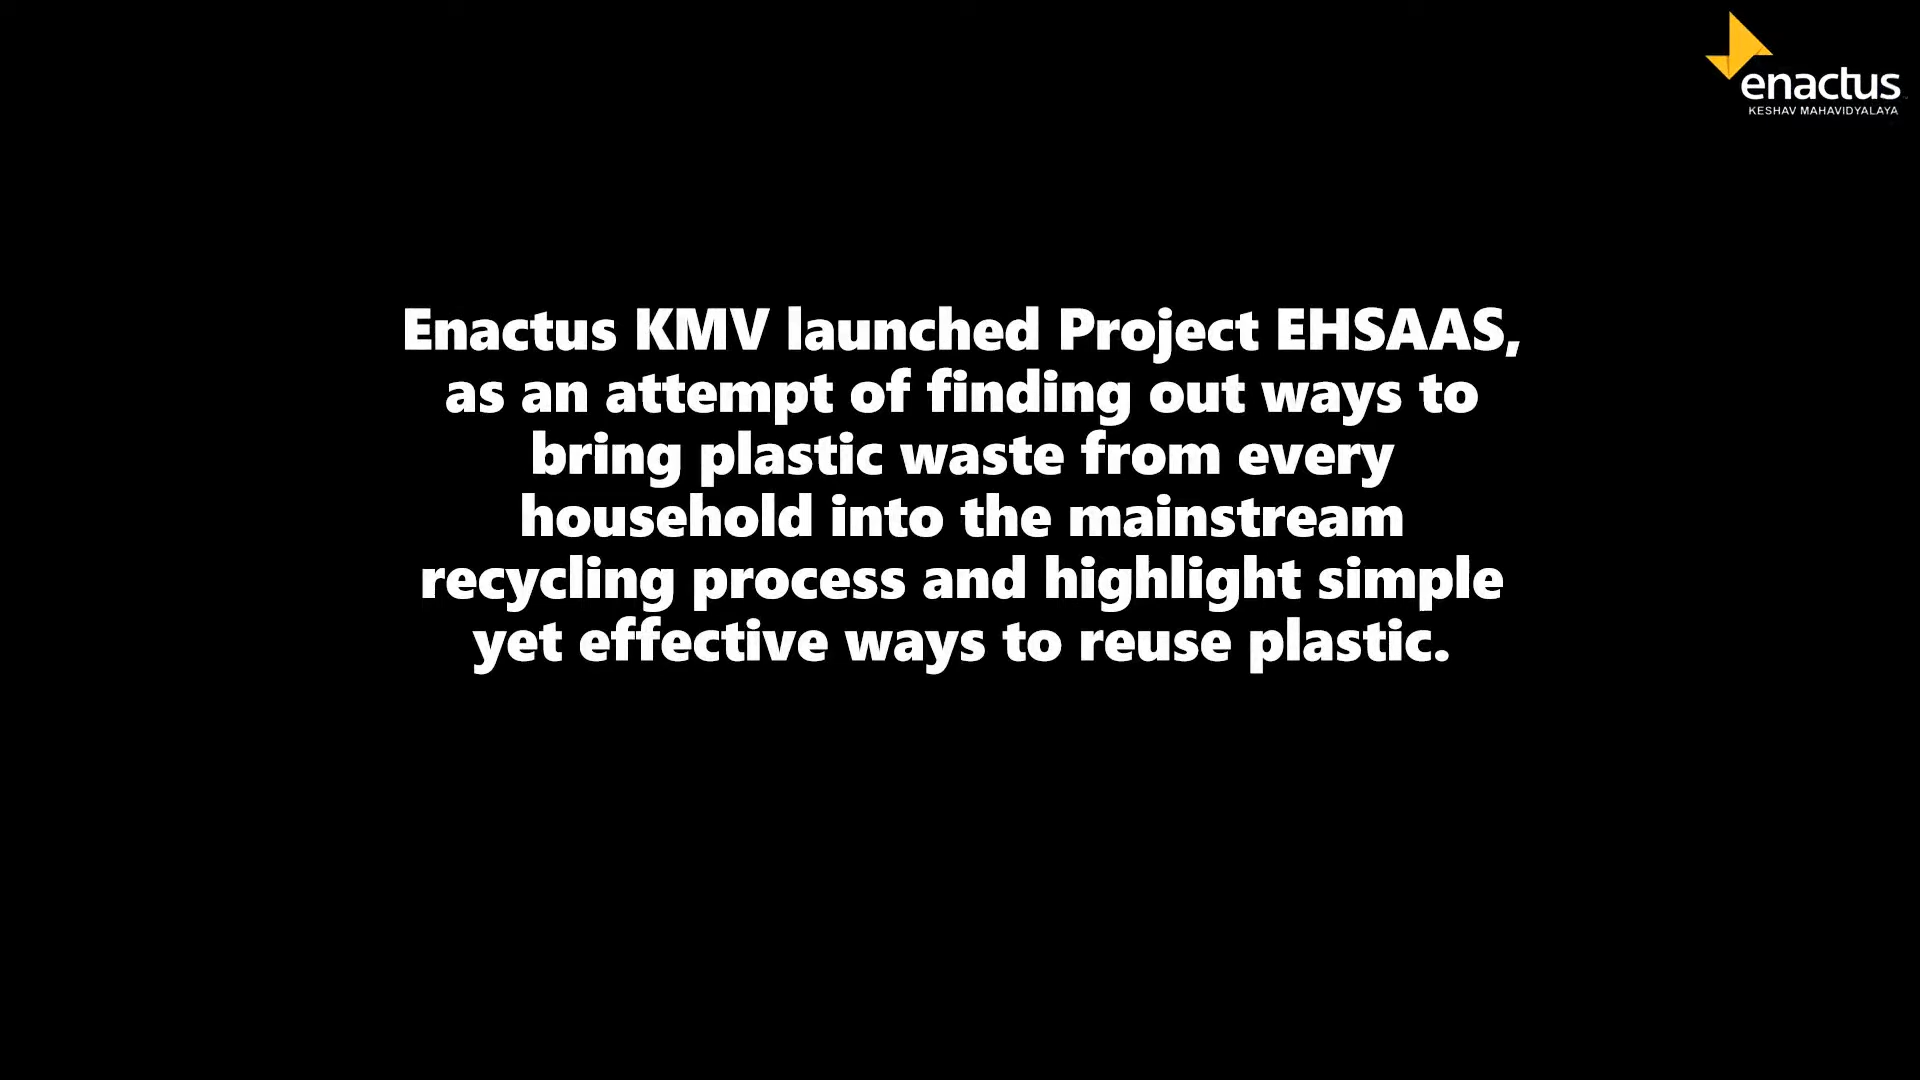 enactus
KESHAV MAHAVIDYALAYA
Enactus KMV launched Project EHSAAS,
as an attempt of finding out ways to
bring plastic waste from every
household into the mainstream
recycling process and highlight simple
yet effective ways to reuse plastic.